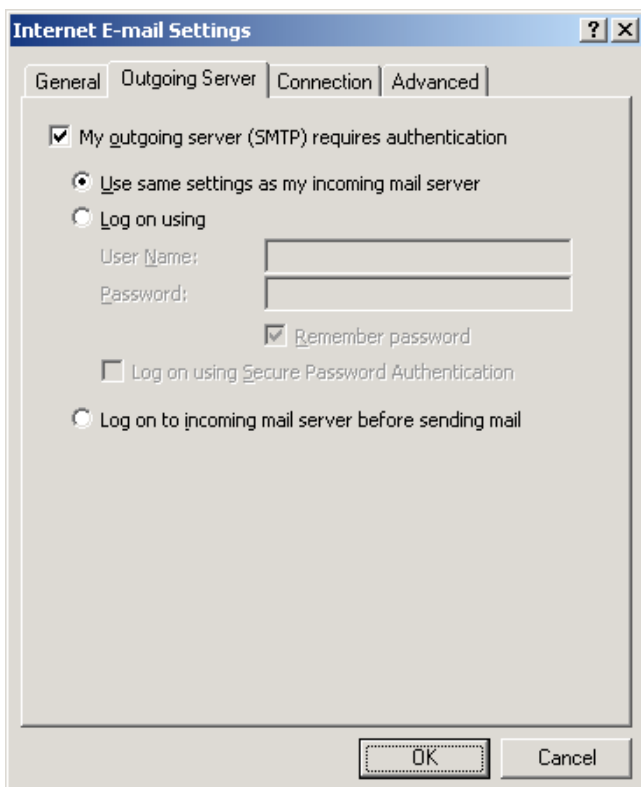 Internet E-mail Settings
General Outgoing Server Connection Advanced
My outgoing server (SMTP) requires authentication
Use same settings as my incoming mail server
Log on using
User Name:
Password:
Remember password
Log on using Secure Password Authentication
Log on to incoming mail server before sending mail
OK Cancel